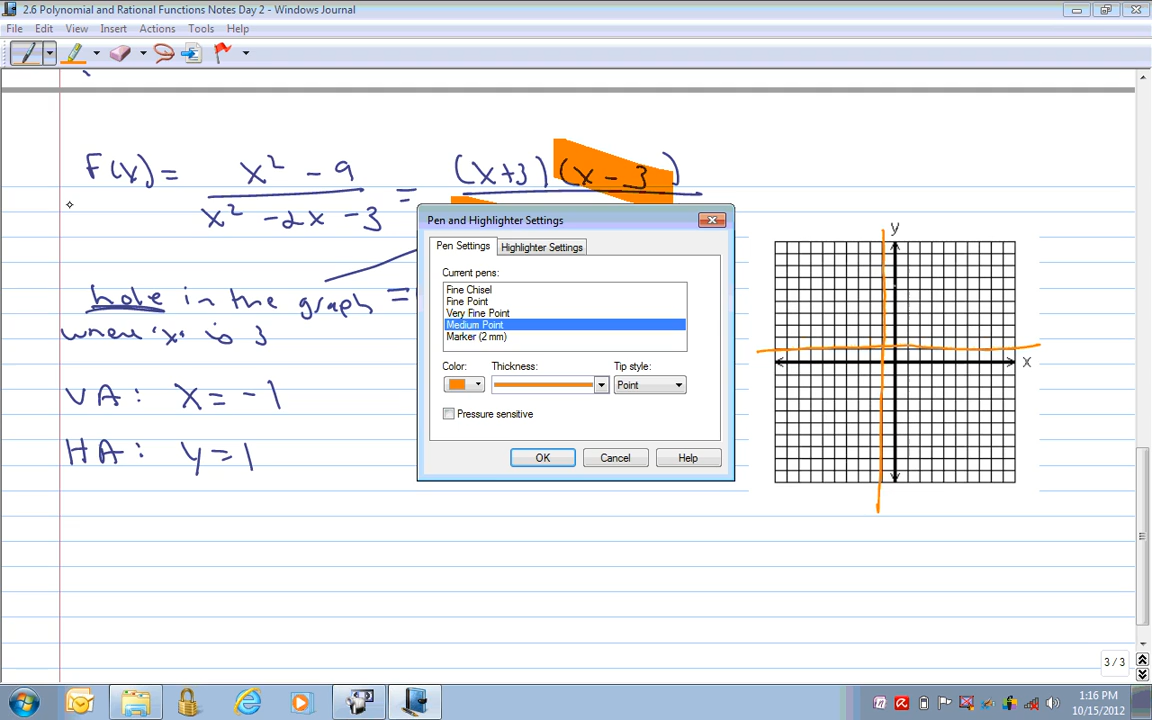 2.6 Polynomial and Rational Functions Notes Day 2 - Windows Journal
File Edit View Insert Actions Tools Help
F(x) = x² - 9 / x² - 2x - 3 = (x+3)(x-3)
hole in the graph =
when "x" is 3
VA: x = -1
HA: y = 1
Pen and Highlighter Settings
Pen Settings Highlighter Settings
Current pens:
Fine Chisel
Fine Point
Very Fine Point
Medium Point
Marker (2 mm)
Color: Thickness: Tip style:
Point
Pressure sensitive
OK Cancel Help
y
x
3 / 3
1:16 PM
10/15/2012